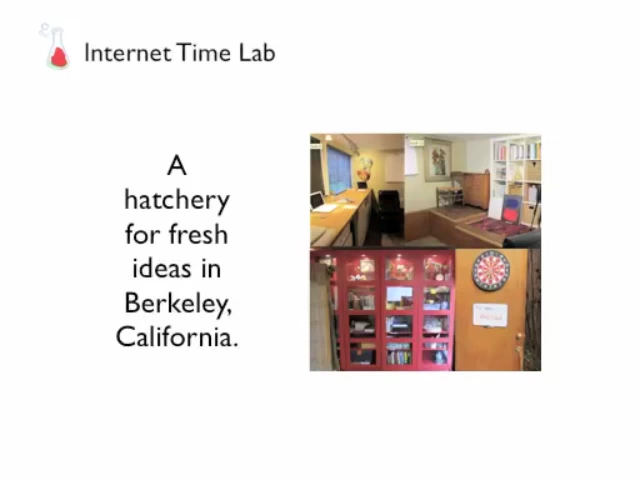 Internet Time Lab
A
hatchery
for fresh
ideas in
Berkeley,
California.